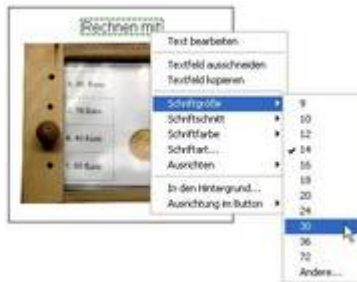 Rechnen mit
Text bearbeiten
Textfeld ausschneiden
Textfeld kopieren
Schriftgröße
Schriftschnitt
Schriftfarbe
Schriftart...
Ausrichten
In den Hintergrund...
Ausrichtung im Button
9
10
12
14
16
18
20
24
30
36
72
Andere...